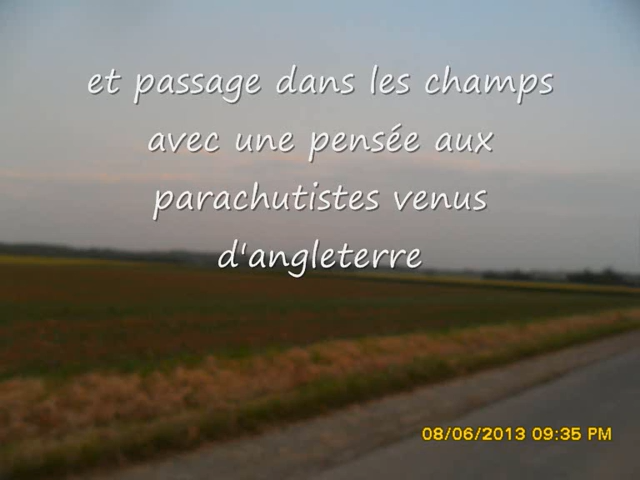 et passage dans les champs
avec une pensée aux
parachutistes venus
d'angleterre
08/06/2013 09:35 PM